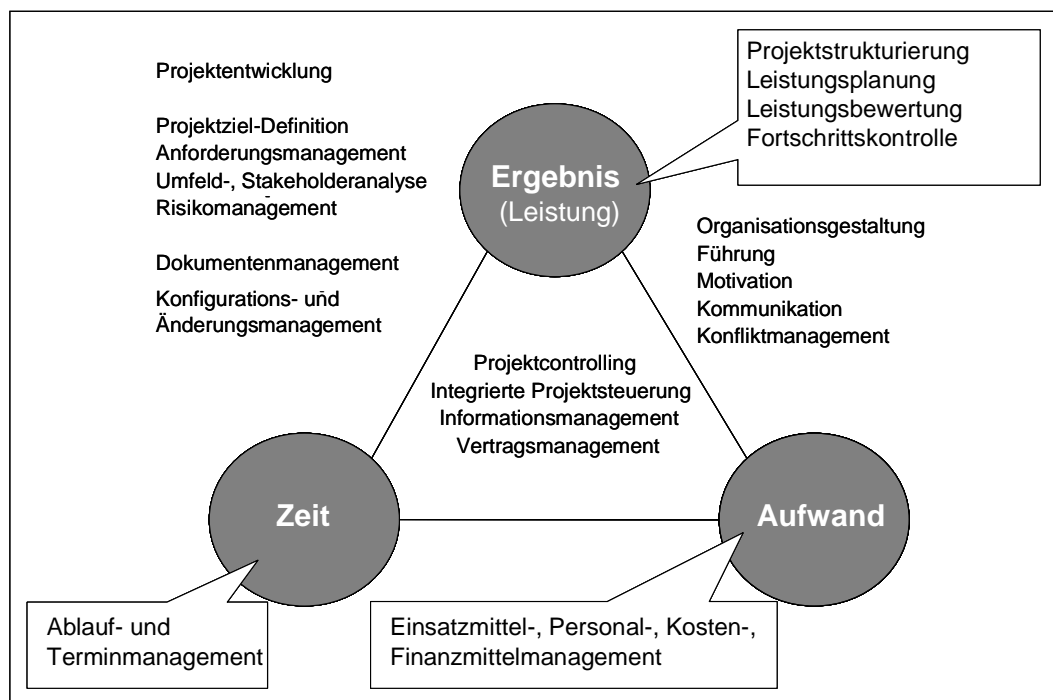 Projektentwicklung
Projektziel-Definition
Anforderungsmanagement
Umfeld-, Stakeholderanalyse
Risikomanagement
Dokumentenmanagement
Konfigurations- und
Änderungsmanagement
Ergebnis
(Leistung)
Projektstrukturierung
Leistungsplanung
Leistungsbewertung
Fortschrittskontrolle
Organisationsgestaltung
Führung
Motivation
Kommunikation
Konfliktmanagement
Projektcontrolling
Integrierte Projektsteuerung
Informationsmanagement
Vertragsmanagement
Zeit
Aufwand
Ablauf- und
Terminmanagement
Einsatzmittel-, Personal-, Kosten-,
Finanzmittelmanagement